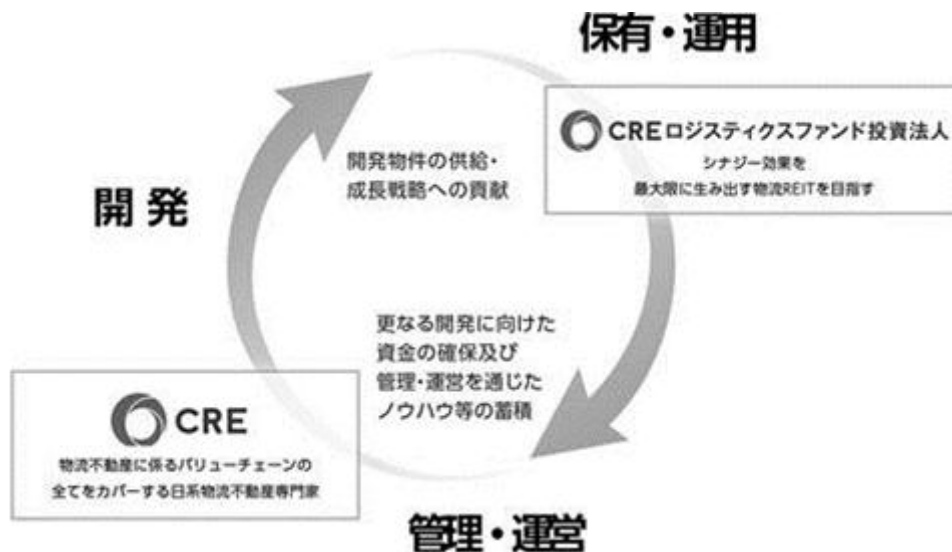 保有・運用
CREロジスティクスファンド投資法人
シナジー効果を
最大限に生み出す物流REITを目指す
開発物件の供給・
成長戦略への貢献
開発
更なる開発に向けた
資金の確保及び
管理・運営を通じた
ノウハウ等の蓄積
CRE
物流不動産に係るバリューチェーンの
全てをカバーする日系物流不動産専門家
管理・運営